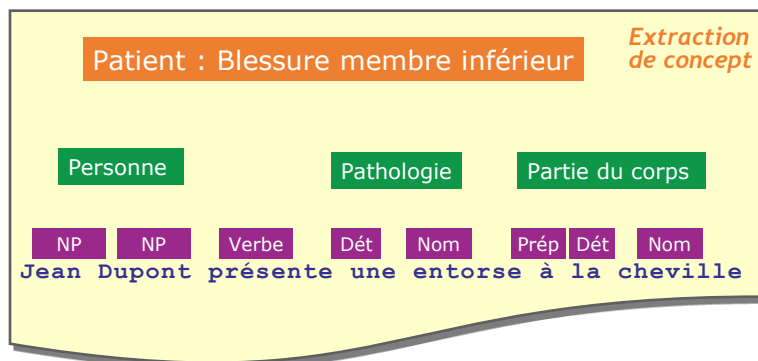 Extraction
de concept
Patient : Blessure membre inférieur
Personne Pathologie Partie du corps
NP NP Verbe Dét Nom Prép Dét Nom
Jean Dupont présente une entorse à la cheville